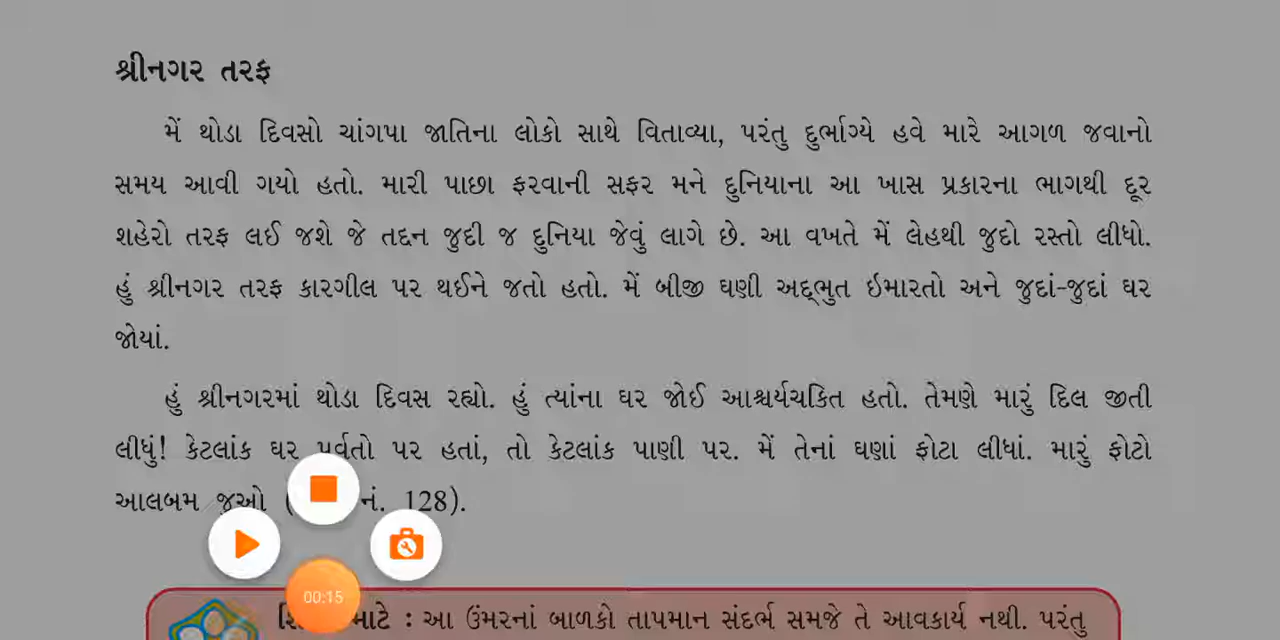 શ્રીનગર તરફ
મેં થોડા દિવસો ચાંગપા જાતિના લોકો સાથે વિતાવ્યા, પરંતુ દુર્ભાગ્યે હવે મારે આગળ જવાનો
સમય આવી ગયો હતો. મારી પાછા ફરવાની સફર મને દુનિયાના આ ખાસ પ્રકારના ભાગથી દૂર
શહેરો તરફ લઈ જશે જે તદ્દન જુદી જ દુનિયા જેવું લાગે છે. આ વખતે મેં લેહથી જુદો રસ્તો લીધો.
હું શ્રીનગર તરફ કારગીલ પર થઈને જતો હતો. મેં બીજી ઘણી અદ્ભુત ઇમારતો અને જુદાં-જુદાં ઘર
જોયાં.
હું શ્રીનગરમાં થોડા દિવસ રહ્યો. હું ત્યાંના ઘર જોઈ આશ્ચર્યચકિત હતો. તેમણે મારું દિલ જીતી
લીધું! કેટલાંક ઘર પર્વતો પર હતાં, તો કેટલાંક પાણી પર. મેં તેનાં ઘણાં ફોટા લીધાં. મારું ફોટો
આલબમ જુઓ ( નં. 128).
00:15
માટે : આ ઉંમરનાં બાળકો તાપમાન સંદર્ભ સમજે તે આવકાર્ય નથી. પરંતુ